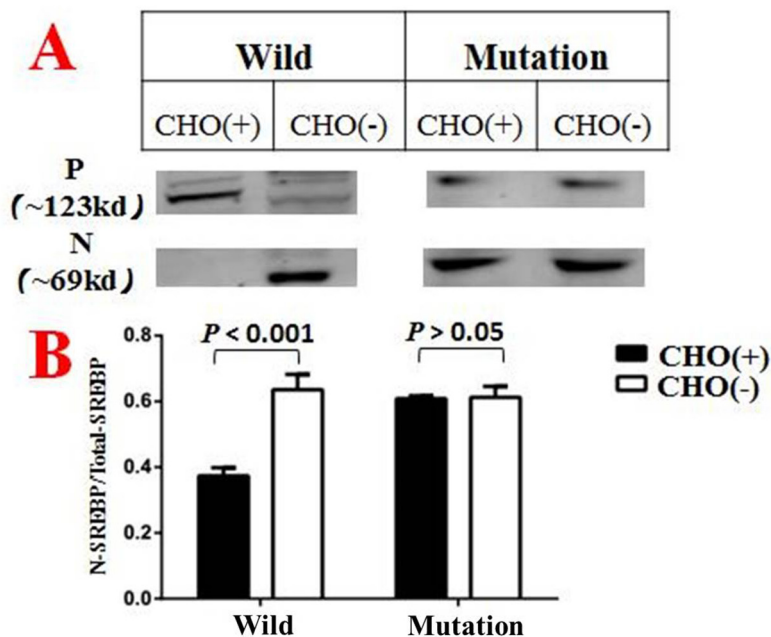 A
Wild Mutation
CHO(+) CHO(-) CHO(+) CHO(-)
P
(~123kd)
N
(~69kd)
B
P < 0.001 P > 0.05
CHO(+)
CHO(-)
N-SREBP/Total-SREBP
0.8
0.6
0.4
0.2
0.0
Wild Mutation